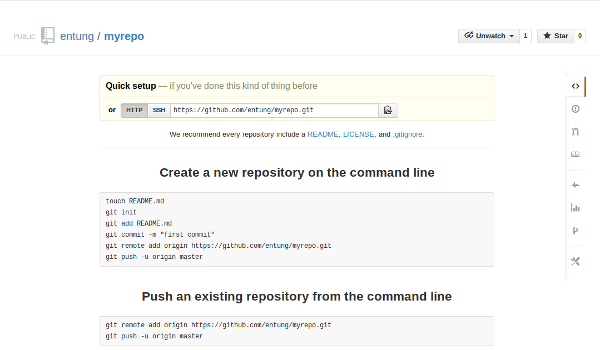 PUBLIC entung / myrepo
Unwatch 1 Star 0
Quick setup — if you've done this kind of thing before
or HTTP SSH https://github.com/entung/myrepo.git
We recommend every repository include a README, LICENSE, and .gitignore.
Create a new repository on the command line
touch README.md
git init
git add README.md
git commit -m "first commit"
git remote add origin https://github.com/entung/myrepo.git
git push -u origin master
Push an existing repository from the command line
git remote add origin https://github.com/entung/myrepo.git
git push -u origin master